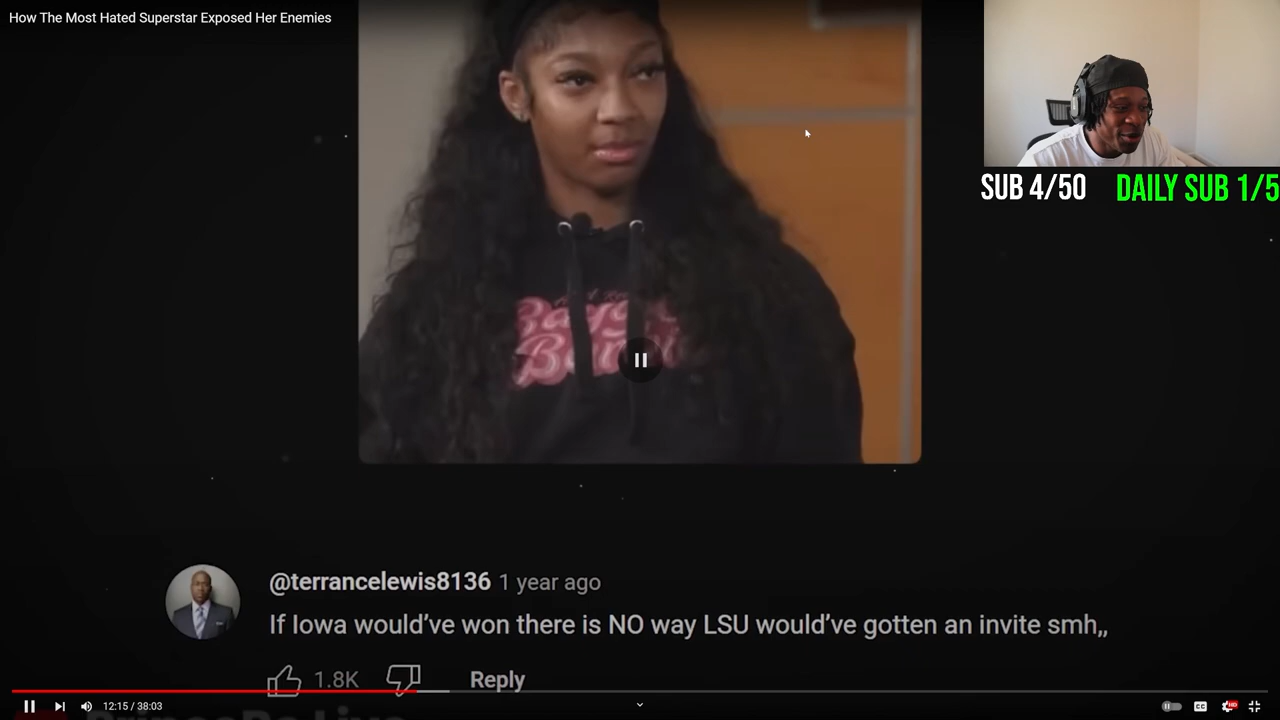 How The Most Hated Superstar Exposed Her Enemies
SUB 4/50 DAILY SUB 1/5
@terrancelewis8136 1 year ago
If Iowa would’ve won there is NO way LSU would’ve gotten an invite smh,,
1.8K Reply
12:15 / 38:03
CC HD